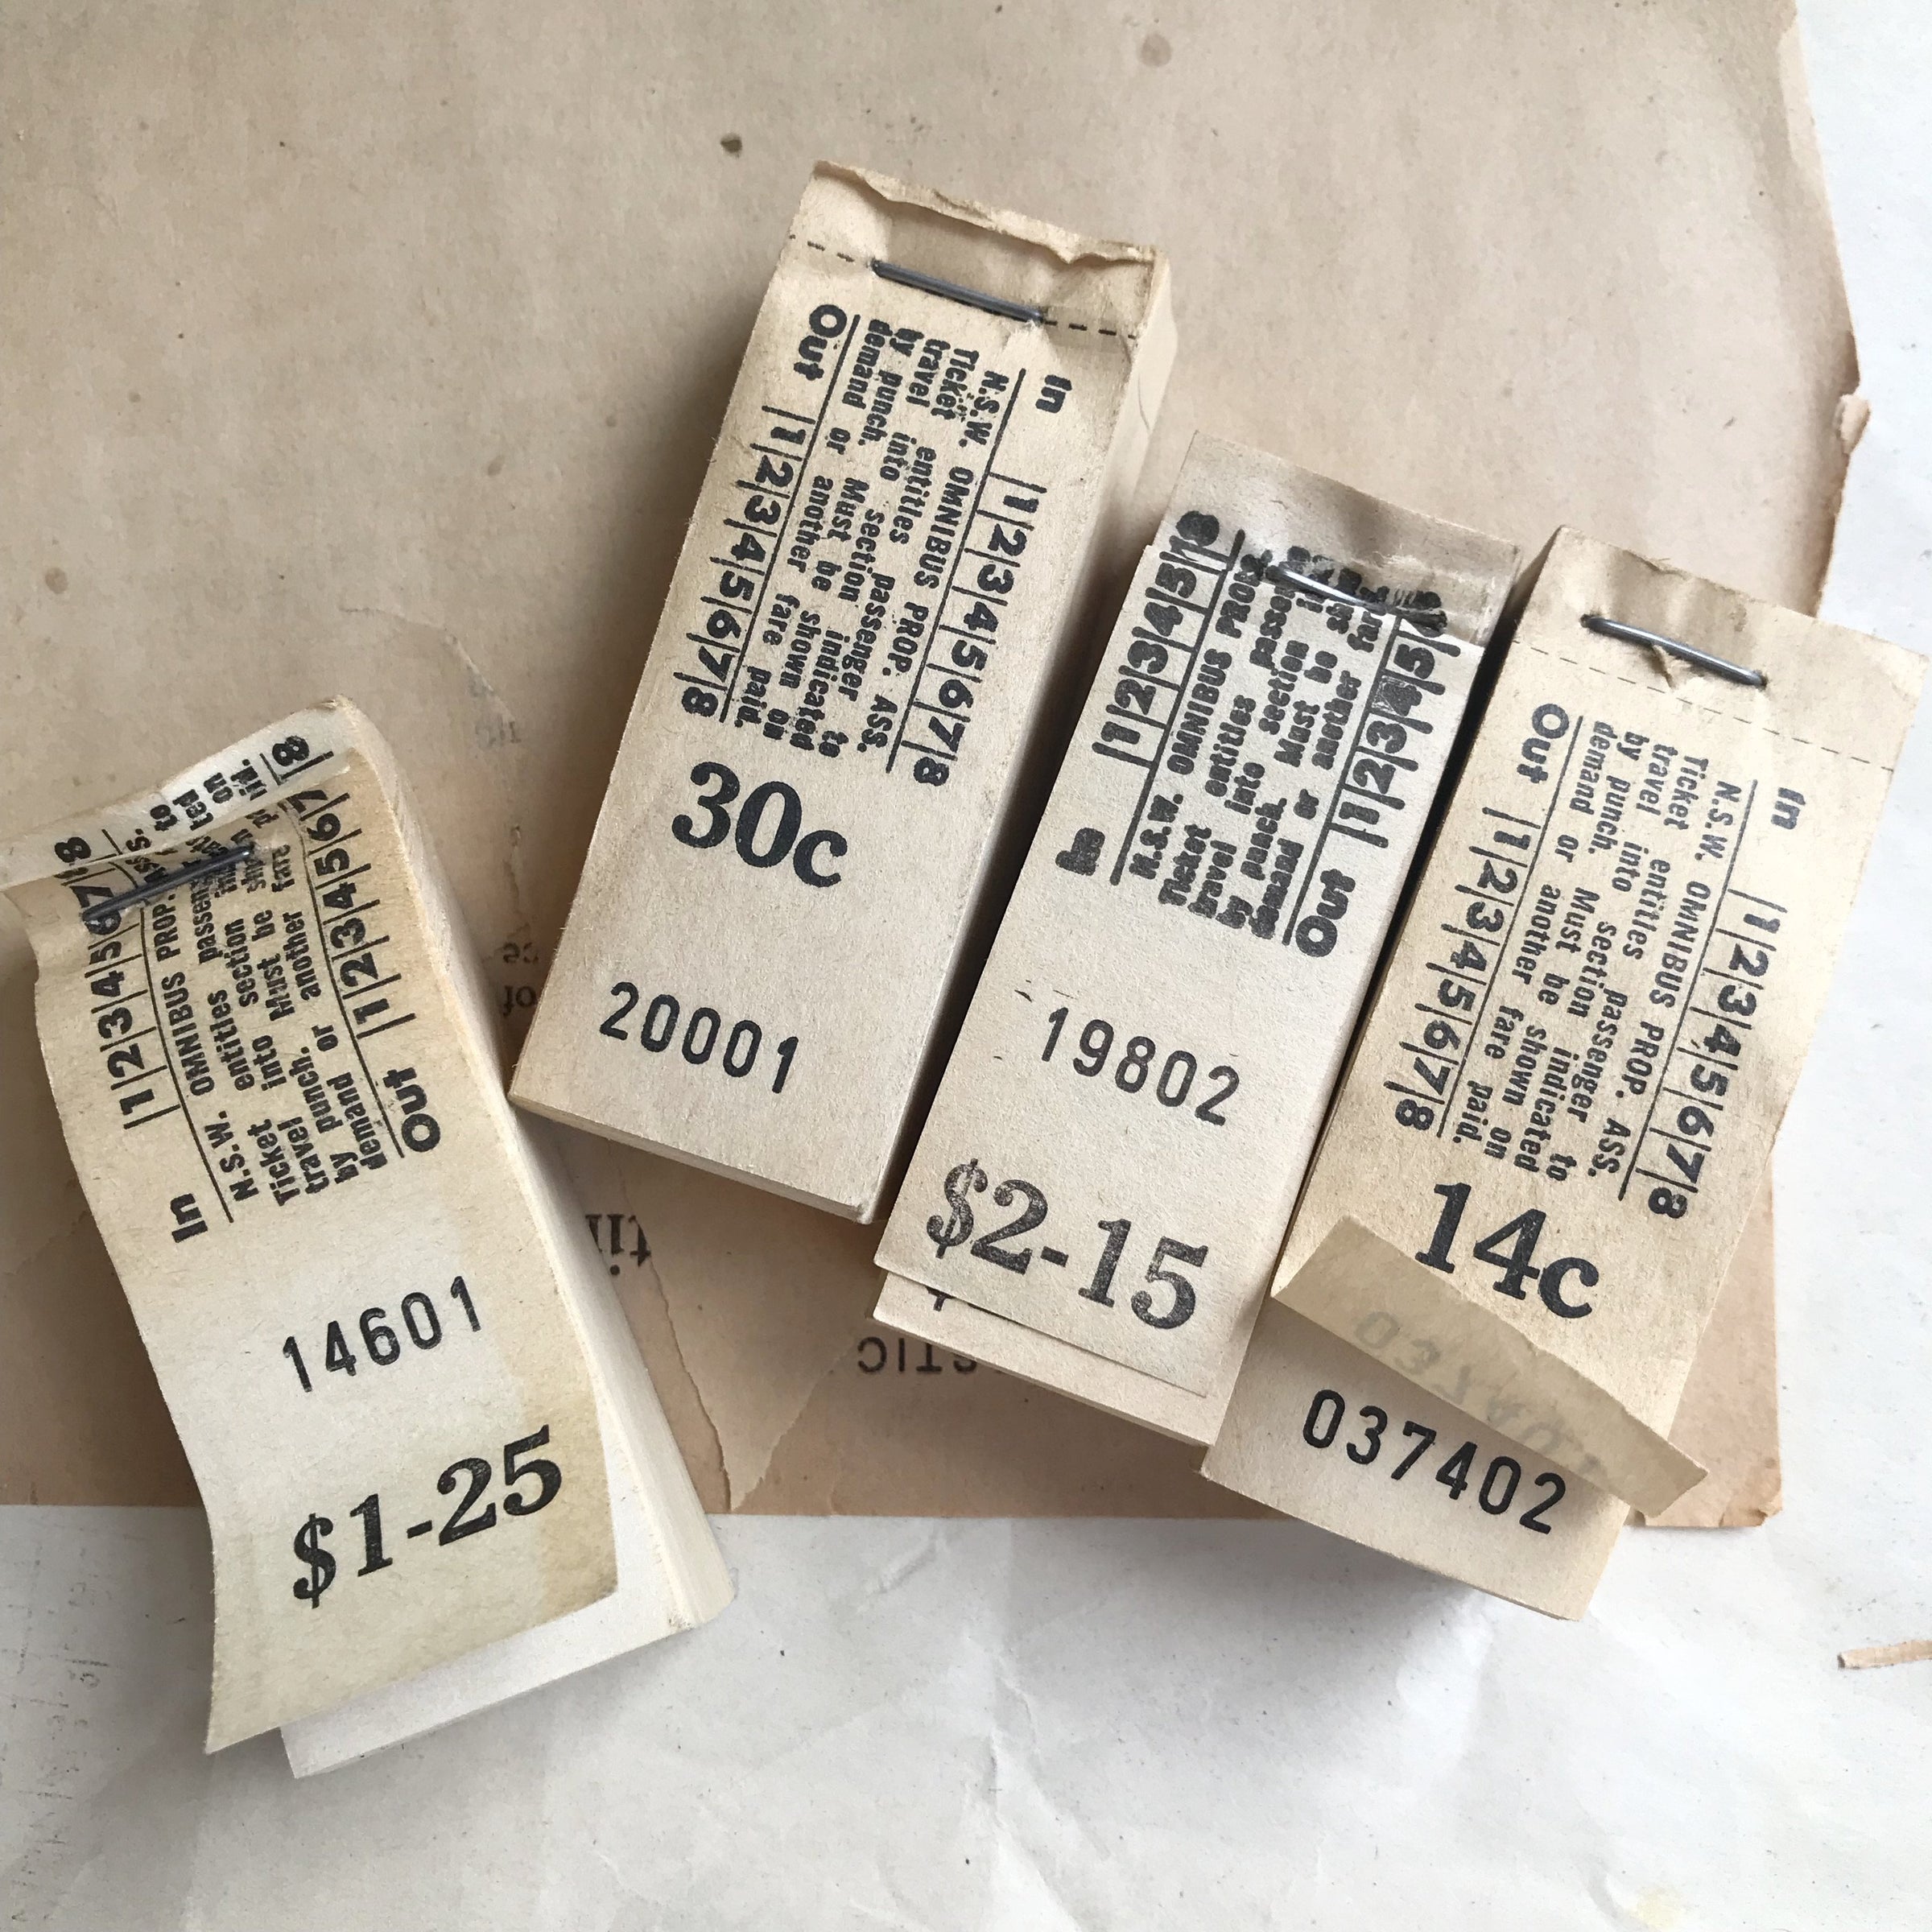 In 1|2|3|4|5|6|7|8
N.S.W. OMNIBUS PROP. ASS.
Ticket entitles passenger to
travel into section indicated
by punch. Must be shown on
demand or another fare paid.
Out 1|2|3|4|5|6|7|8
30c
20001
In 1|2|3|4|5|6|7|8
N.S.W. OMNIBUS PROP. ASS.
Ticket entitles
travel into section
by punch. Must be
demand or another fare
Out 1|2|3|4|5|6|7|8
14601
$1-25
In 1|2|3|4|5|
N.S.W. OMNIBUS PROP.
Ticket entitles
travel into section
by punch. Must be
demand or another
Out 1|2|3|4|5|
19802
$2-15
In 1|2|3|4|5|6|7|8
N.S.W. OMNIBUS PROP. ASS.
Ticket entitles passenger to
travel into section indicated
by punch. Must be shown on
demand or another fare paid.
Out 1|2|3|4|5|6|7|8
14c
037402